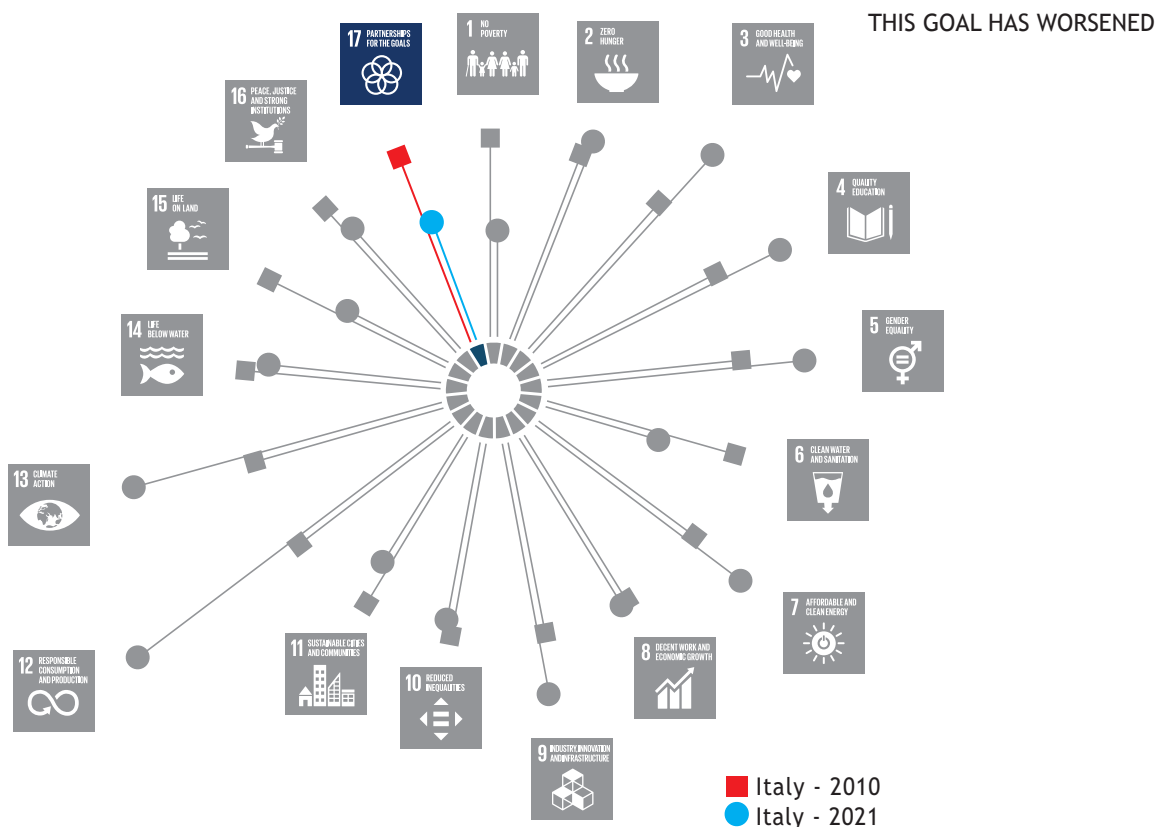 THIS GOAL HAS WORSENED
17 PARTNERSHIPS
FOR THE GOALS
1 NO
POVERTY
2 ZERO
HUNGER
3 GOOD HEALTH
AND WELL-BEING
16 PEACE, JUSTICE
AND STRONG
INSTITUTIONS
4 QUALITY
EDUCATION
15 LIFE
ON LAND
5 GENDER
EQUALITY
14 LIFE
BELOW WATER
6 CLEAN WATER
AND SANITATION
13 CLIMATE
ACTION
7 AFFORDABLE AND
CLEAN ENERGY
12 RESPONSIBLE
CONSUMPTION
AND PRODUCTION
11 SUSTAINABLE CITIES
AND COMMUNITIES
8 DECENT WORK AND
ECONOMIC GROWTH
10 REDUCED
INEQUALITIES
9 INDUSTRY, INNOVATION
AND INFRASTRUCTURE
Italy - 2010
Italy - 2021